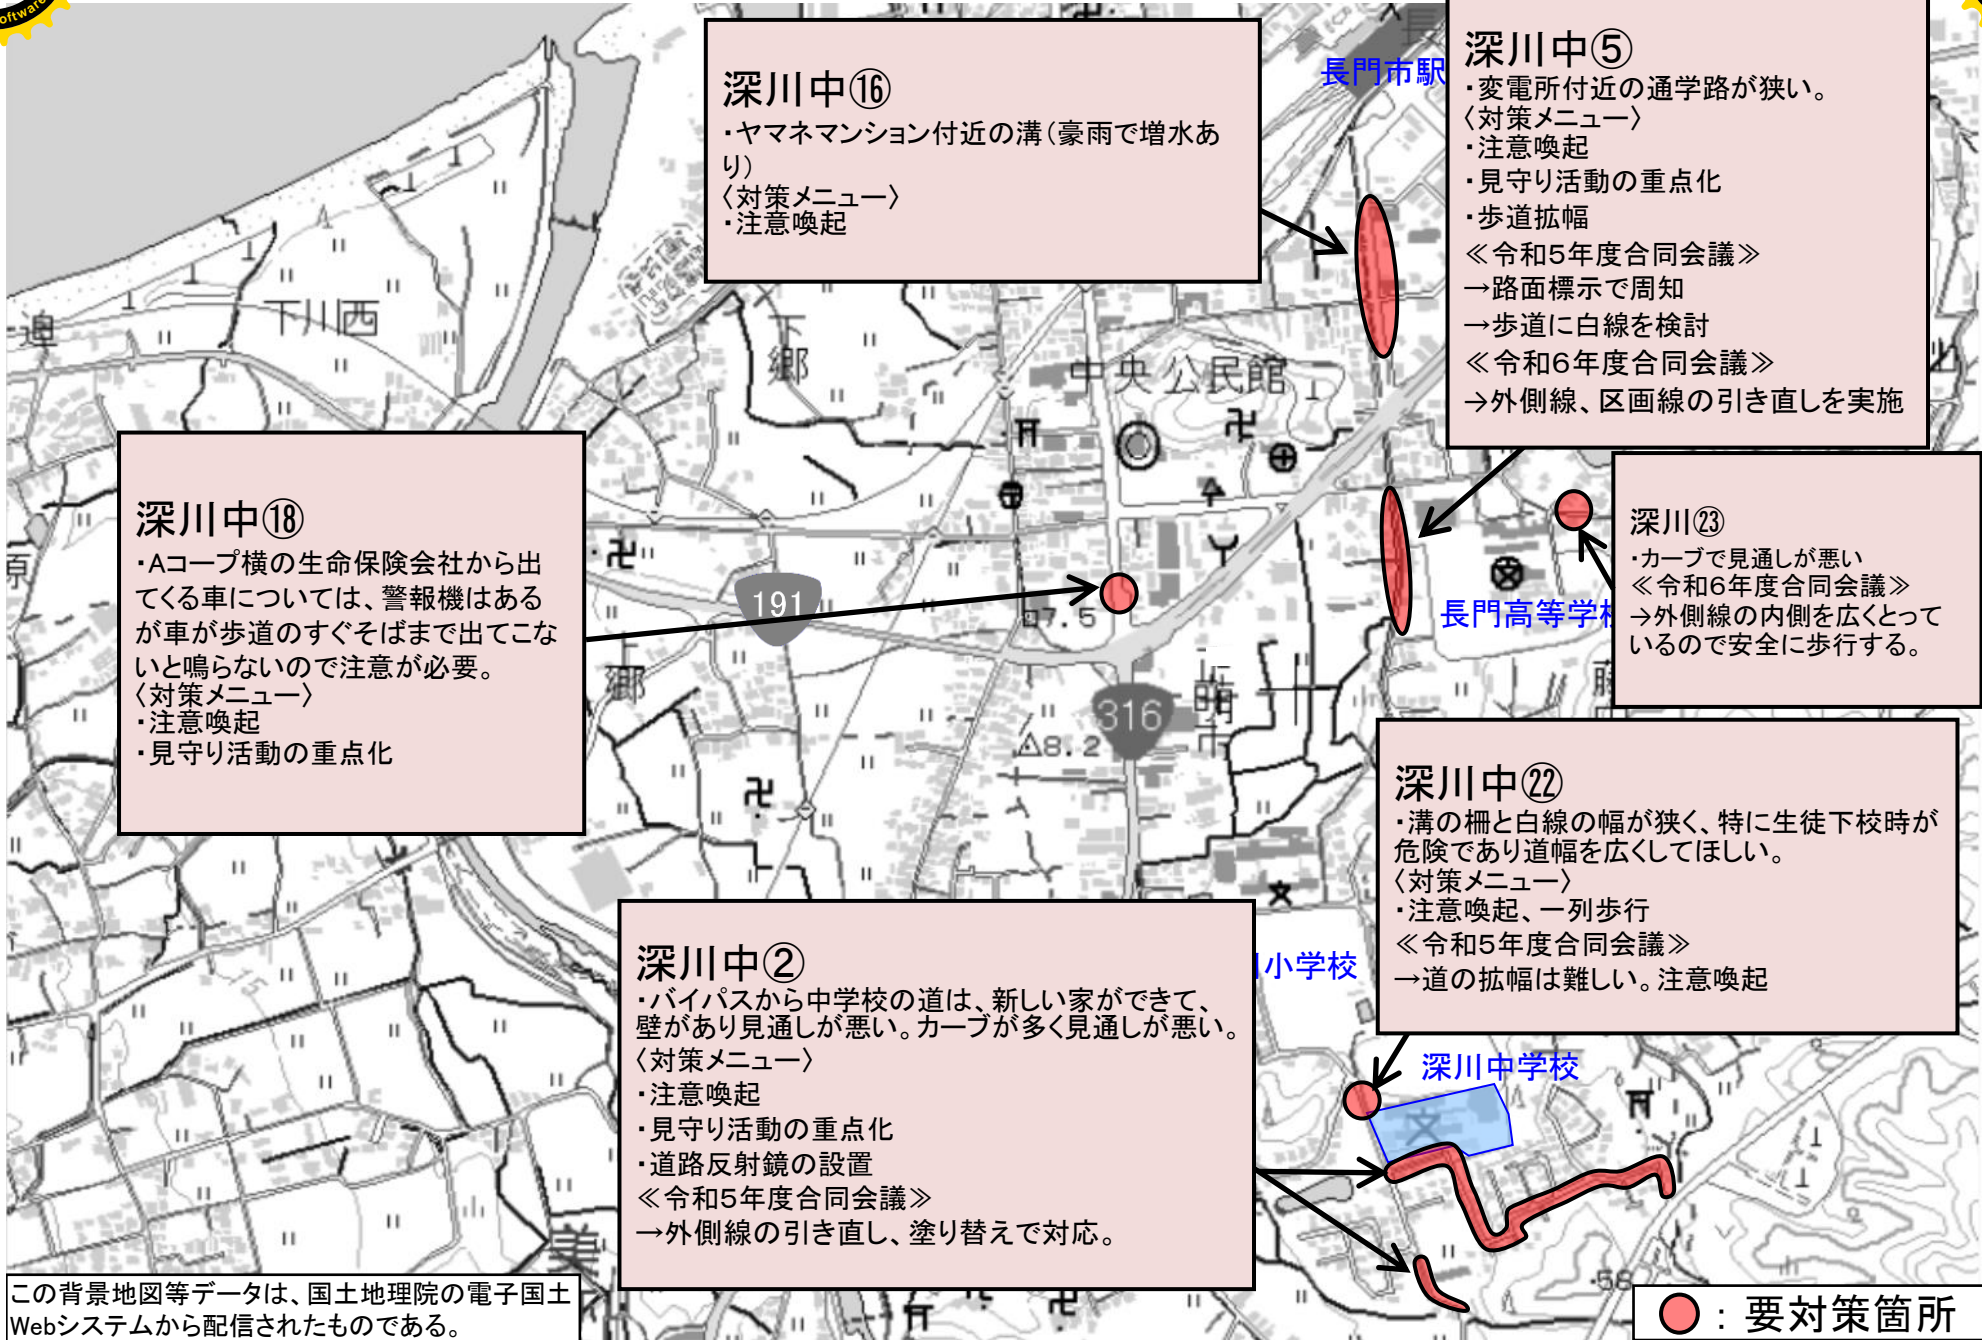 oftware
深川中⑯
・ヤマネマンション付近の溝（豪雨で増水あ
り）
〈対策メニュー〉
・注意喚起
長門市駅
深川中⑤
・変電所付近の通学路が狭い。
〈対策メニュー〉
・注意喚起
・見守り活動の重点化
・歩道拡幅
≪令和5年度合同会議≫
→路面標示で周知
→歩道に白線を検討
≪令和6年度合同会議≫
→外側線、区画線の引き直しを実施
下川西
下郷
中央公民館
深川中⑱
・Aコープ横の生命保険会社から出
てくる車については、警報機はある
が車が歩道のすぐそばまで出てこな
いと鳴らないので注意が必要。
〈対策メニュー〉
・注意喚起
・見守り活動の重点化
原
191
7.5
上郷
316
8.2
長門高等学校
深川㉓
・カーブで見通しが悪い
≪令和6年度合同会議≫
→外側線の内側を広くとって
いるので安全に歩行する。
深川中㉒
・溝の柵と白線の幅が狭く、特に生徒下校時が
危険であり道幅を広くしてほしい。
〈対策メニュー〉
・注意喚起、一列歩行
≪令和5年度合同会議≫
→道の拡幅は難しい。注意喚起
深川中②
・バイパスから中学校の道は、新しい家ができて、
壁があり見通しが悪い。カーブが多く見通しが悪い。
〈対策メニュー〉
・注意喚起
・見守り活動の重点化
・道路反射鏡の設置
≪令和5年度合同会議≫
→外側線の引き直し、塗り替えで対応。
小学校
深川中学校
・58
この背景地図等データは、国土地理院の電子国土
Webシステムから配信されたものである。
：要対策箇所